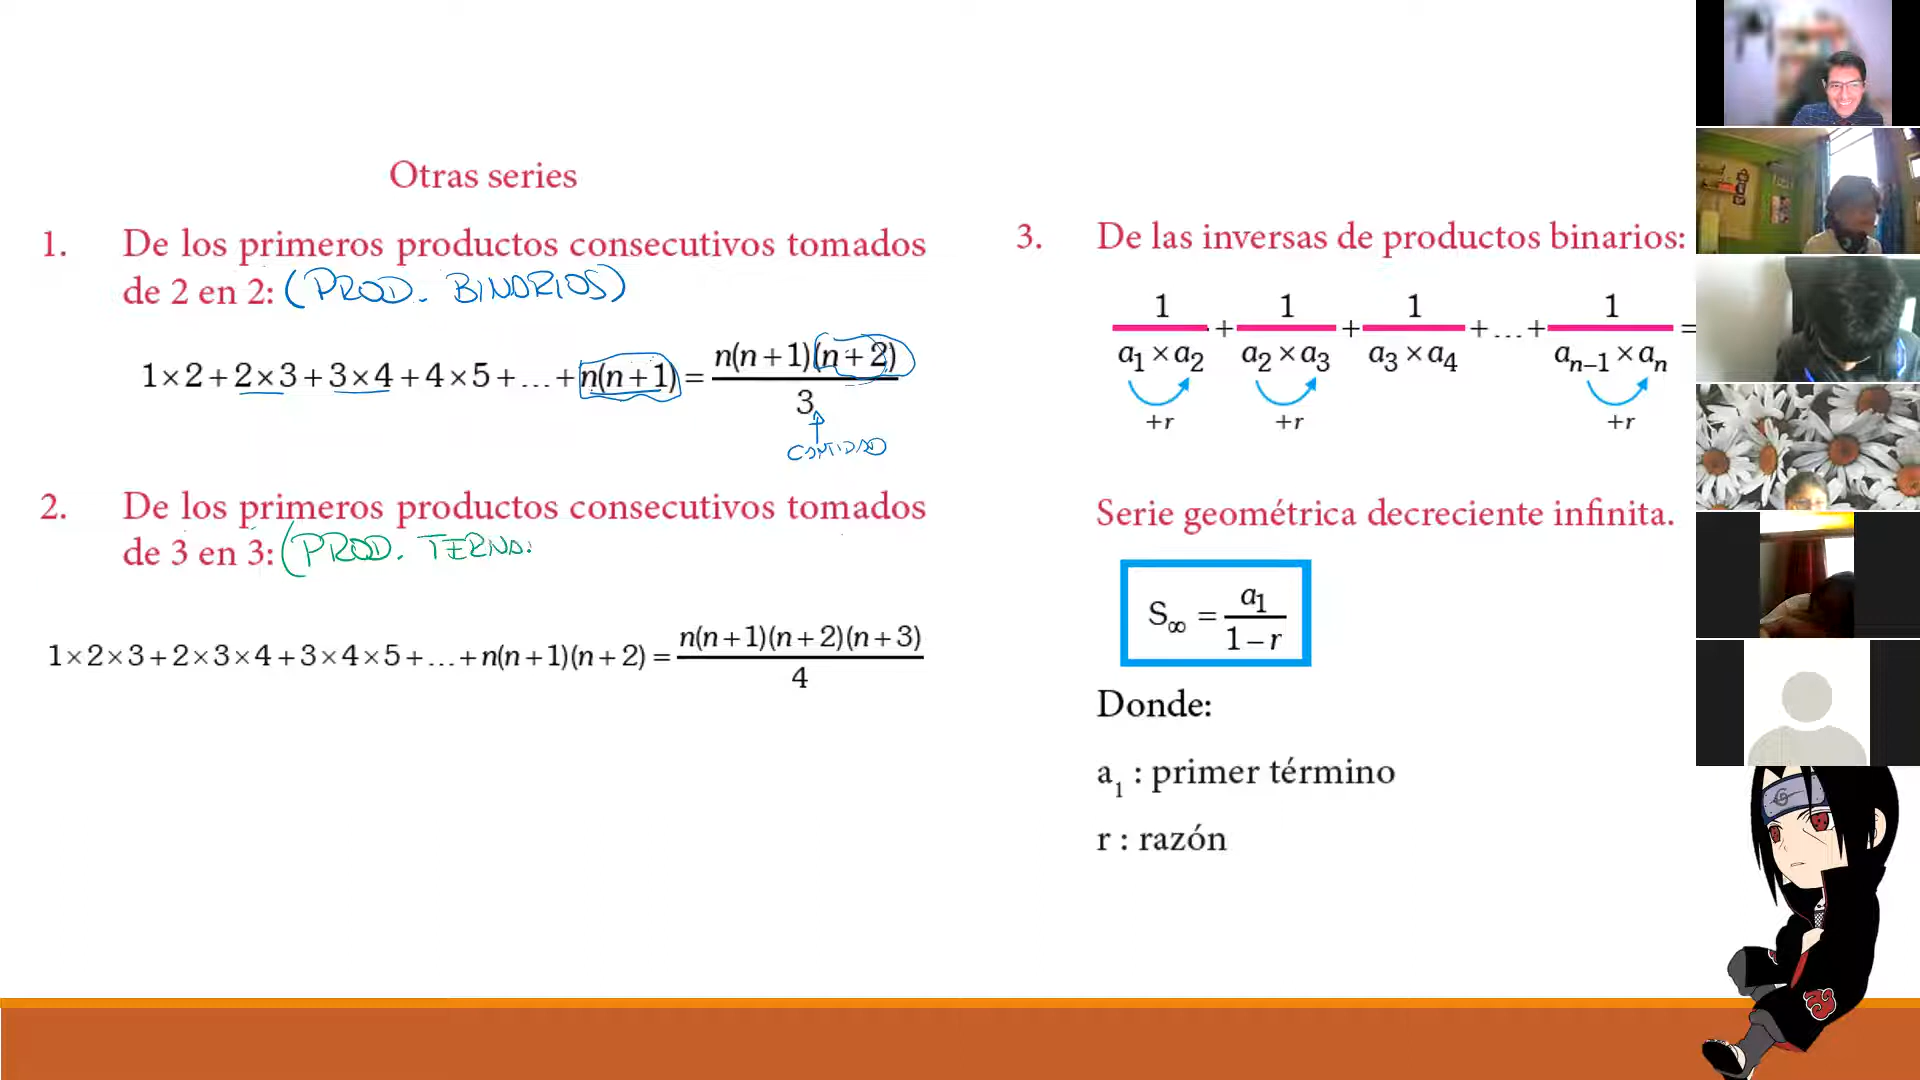 Otras series
1. De los primeros productos consecutivos tomados
de 2 en 2: (PROD. BINARIOS)
1×2+2×3+3×4+4×5+...+n(n+1) = n(n+1)(n+2)/3
CANTIDAD
2. De los primeros productos consecutivos tomados
de 3 en 3: (PROD. TERNA
1×2×3+2×3×4+3×4×5+...+n(n+1)(n+2) = n(n+1)(n+2)(n+3)/4
3. De las inversas de productos binarios:
1/(a₁×a₂) + 1/(a₂×a₃) + 1/(a₃×a₄) +...+ 1/(aₙ₋₁×aₙ) =
+r +r +r
Serie geométrica decreciente infinita.
S∞ = a₁/(1−r)
Donde:
a₁ : primer término
r : razón